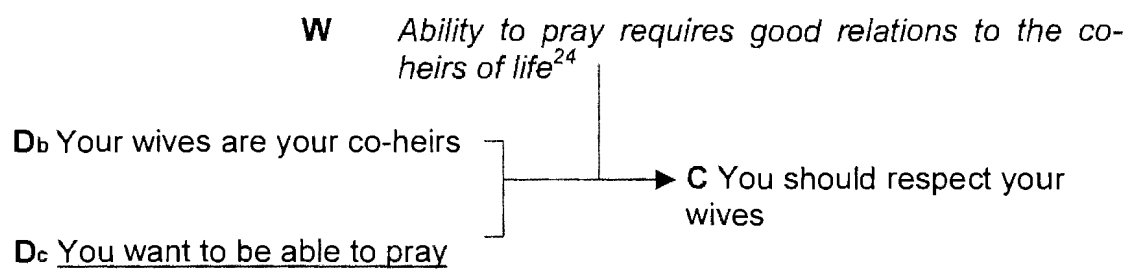 W Ability to pray requires good relations to the co-
heirs of life24
Db Your wives are your co-heirs
C You should respect your
wives
Dc You want to be able to pray